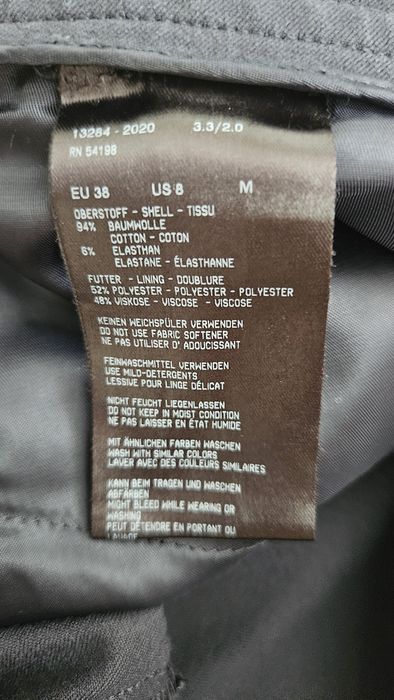 13284 - 2020 3.3/2.0
RN 54198
EU 38 US 8 M
OBERSTOFF - SHELL - TISSU
94% BAUMWOLLE
COTTON - COTON
6% ELASTHAN
ELASTANE - ÉLASTHANNE
FUTTER - LINING - DOUBLURE
52% POLYESTER - POLYESTER - POLYESTER
48% VISKOSE - VISCOSE - VISCOSE
KEINEN WEICHSPÜLER VERWENDEN
DO NOT USE FABRIC SOFTENER
NE PAS UTILISER D' ADOUCISSANT
FEINWASCHMITTEL VERWENDEN
USE MILD-DETERGENTS
LESSIVE POUR LINGE DÉLICAT
NICHT FEUCHT LIEGENLASSEN
DO NOT KEEP IN MOIST CONDITION
NE PAS LAISSER EN ÉTAT HUMIDE
MIT ÄHNLICHEN FARBEN WASCHEN
WASH WITH SIMILAR COLORS
LAVER AVEC DES COULEURS SIMILAIRES
KANN BEIM TRAGEN UND WASCHEN
ABFÄRBEN
MIGHT BLEED WHILE WEARING OR
WASHING
PEUT DÉTENDRE EN PORTANT OU
LAVAGE